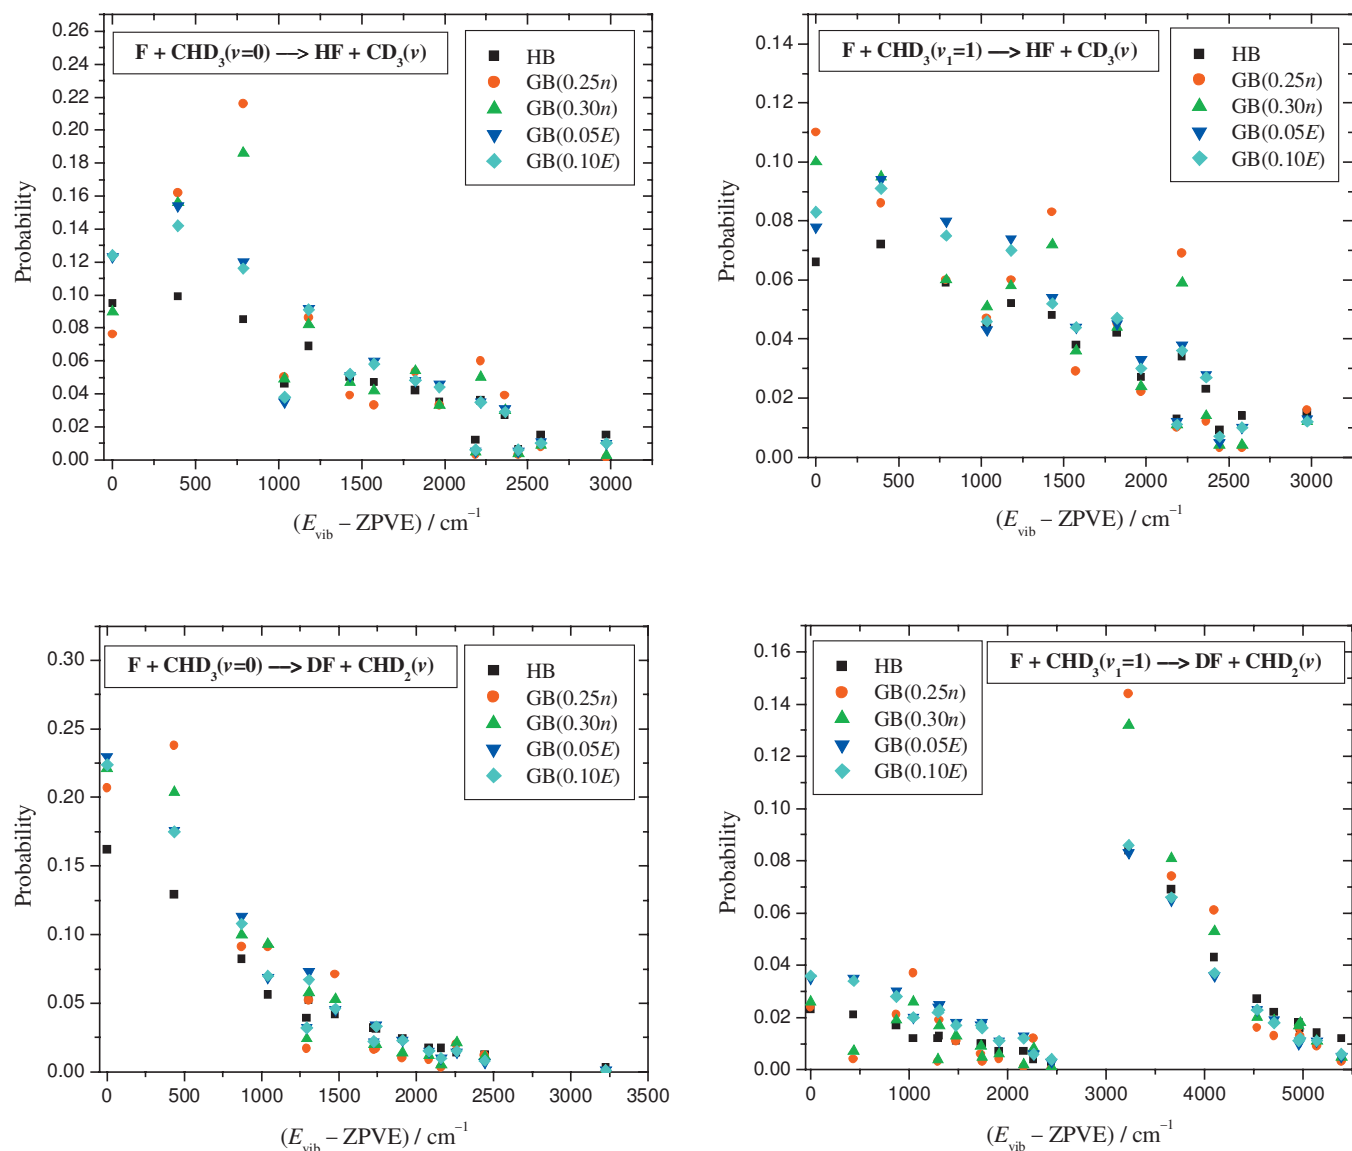 F + CHD₃(v=0) —> HF + CD₃(v)
HB
GB(0.25n)
GB(0.30n)
GB(0.05E)
GB(0.10E)
0.26
0.24
0.22
0.20
0.18
0.16
0.14
0.12
0.10
0.08
0.06
0.04
0.02
0.00
Probability
0 500 1000 1500 2000 2500 3000
(E_vib – ZPVE) / cm⁻¹
F + CHD₃(v₁=1) —> HF + CD₃(v)
HB
GB(0.25n)
GB(0.30n)
GB(0.05E)
GB(0.10E)
0.14
0.12
0.10
0.08
0.06
0.04
0.02
0.00
Probability
0 500 1000 1500 2000 2500 3000
(E_vib – ZPVE) / cm⁻¹
F + CHD₃(v=0) —> DF + CHD₂(v)
HB
GB(0.25n)
GB(0.30n)
GB(0.05E)
GB(0.10E)
0.30
0.25
0.20
0.15
0.10
0.05
0.00
Probability
0 500 1000 1500 2000 2500 3000 3500
(E_vib – ZPVE) / cm⁻¹
HB
GB(0.25n)
GB(0.30n)
GB(0.05E)
GB(0.10E)
F + CHD₃(v₁=1) —> DF + CHD₂(v)
0.16
0.14
0.12
0.10
0.08
0.06
0.04
0.02
0.00
Probability
0 1000 2000 3000 4000 5000
(E_vib – ZPVE) / cm⁻¹